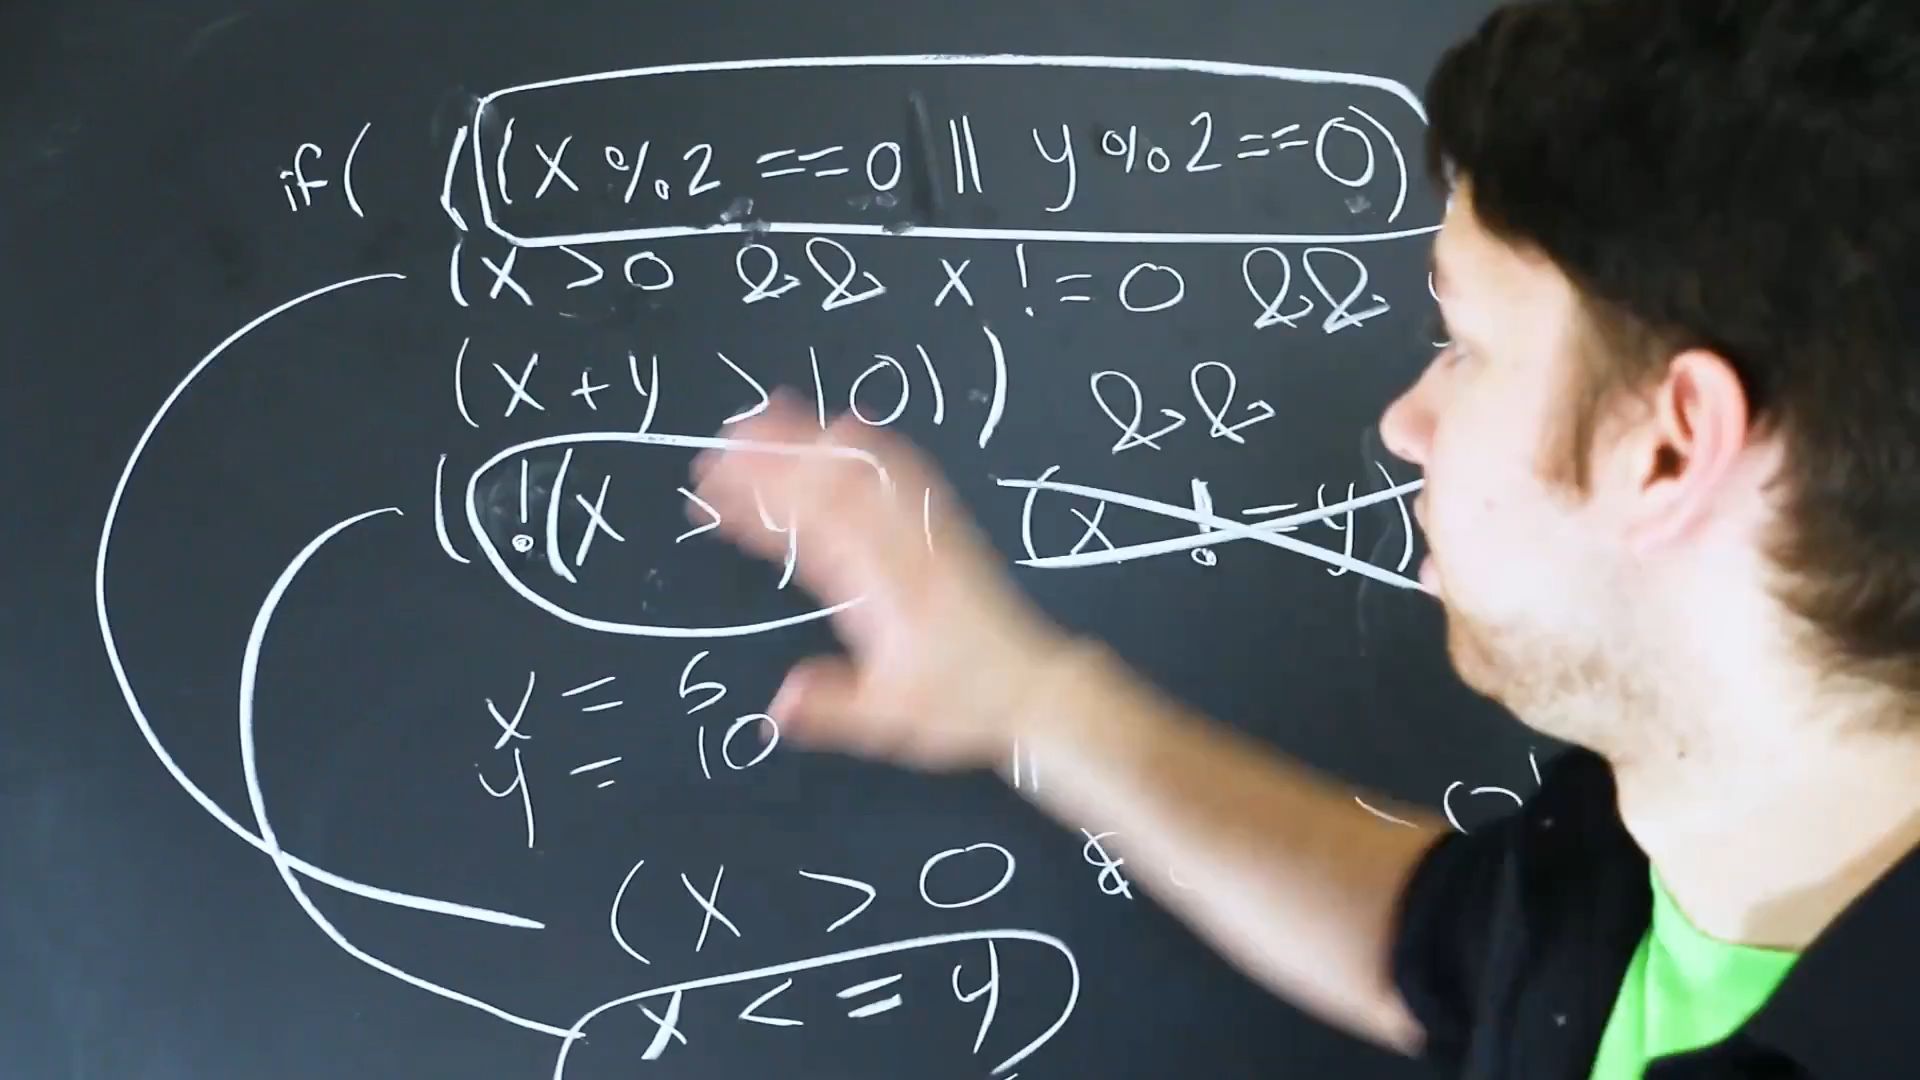 if( (((x%2 ==0 || y%2==0)
(x>0 && x != 0 &&
(x+y >10)) &&
(!(x > y (x != y)
x = 5
y = 10
||
(x > 0
x <= y